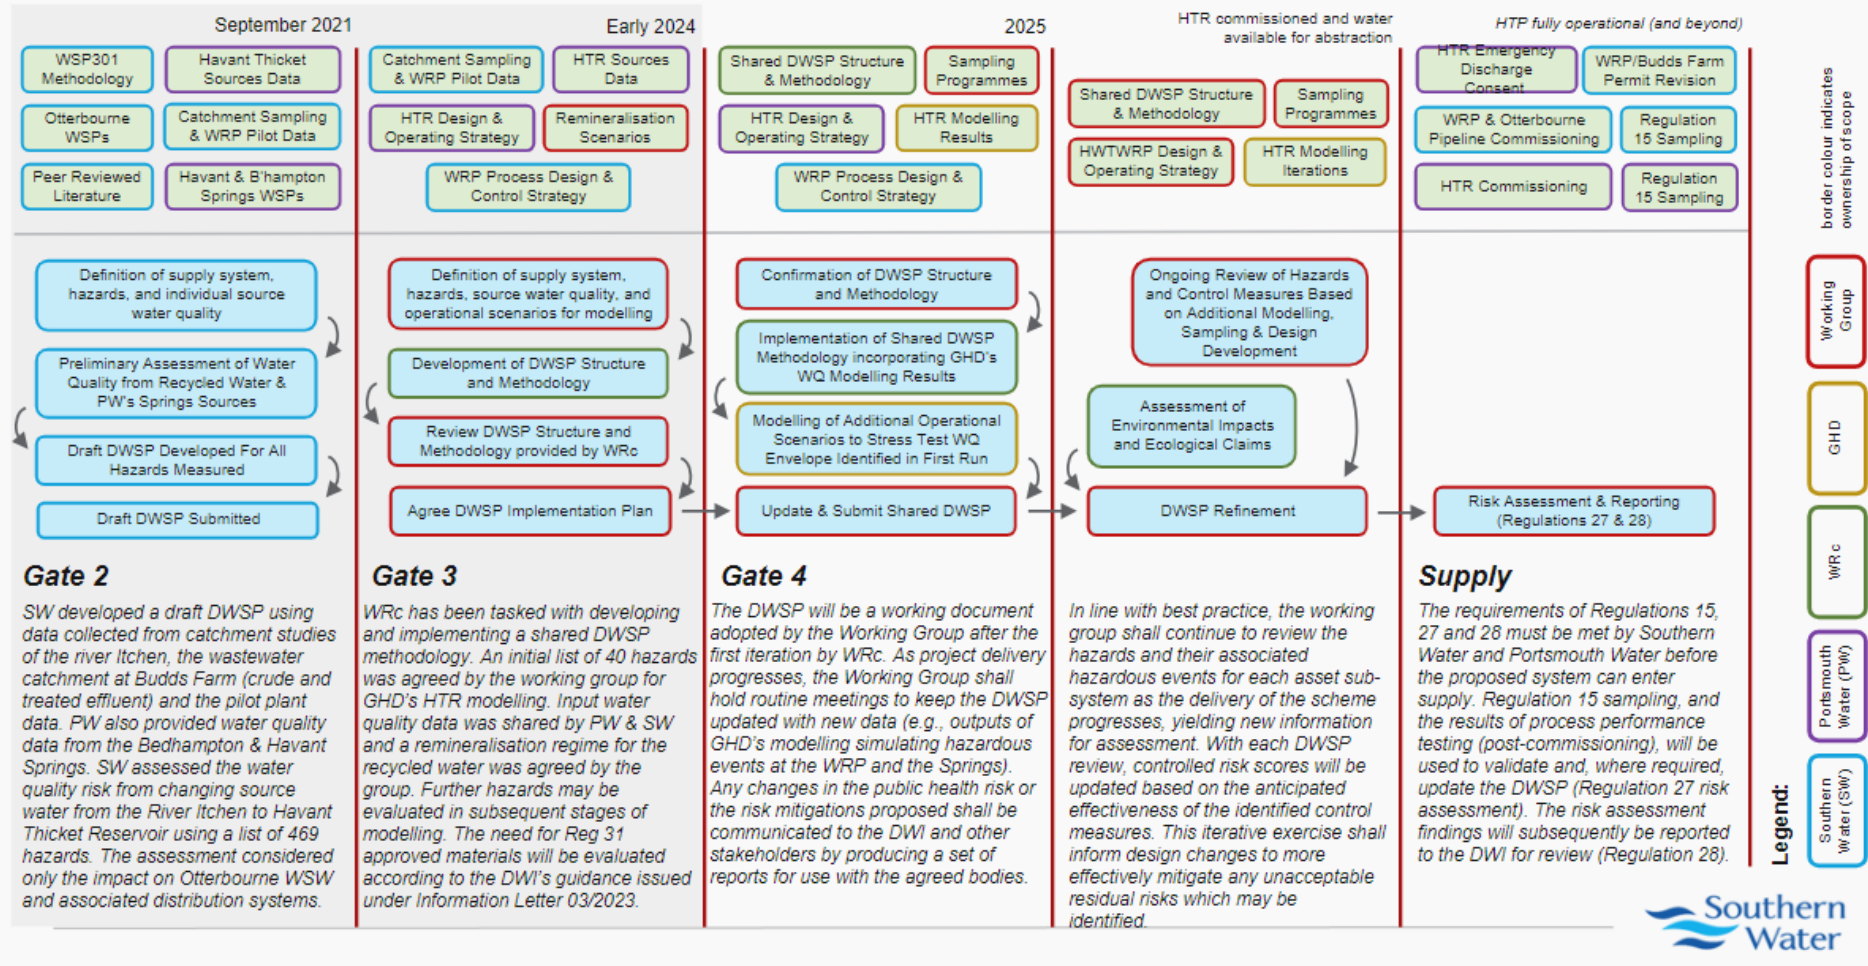 September 2021
WSP301
Methodology
Havant Thicket
Sources Data
Otterbourne
WSPs
Catchment Sampling
& WRP Pilot Data
Peer Reviewed
Literature
Havant & B'hampton
Springs WSPs
Definition of supply system,
hazards, and individual source
water quality
Preliminary Assessment of Water
Quality from Recycled Water &
PW's Springs Sources
Draft DWSP Developed For All
Hazards Measured
Draft DWSP Submitted
Gate 2
SW developed a draft DWSP using
data collected from catchment studies
of the river Itchen, the wastewater
catchment at Budds Farm (crude and
treated effluent) and the pilot plant
data. PW also provided water quality
data from the Bedhampton & Havant
Springs. SW assessed the water
quality risk from changing source
water from the River Itchen to Havant
Thicket Reservoir using a list of 469
hazards. The assessment considered
only the impact on Otterbourne WSW
and associated distribution systems.
Early 2024
Catchment Sampling
& WRP Pilot Data
HTR Sources
Data
HTR Design &
Operating Strategy
Remineralisation
Scenarios
WRP Process Design &
Control Strategy
Definition of supply system,
hazards, source water quality, and
operational scenarios for modelling
Development of DWSP Structure
and Methodology
Review DWSP Structure and
Methodology provided by WRc
Agree DWSP Implementation Plan
Gate 3
WRc has been tasked with developing
and implementing a shared DWSP
methodology. An initial list of 40 hazards
was agreed by the working group for
GHD's HTR modelling. Input water
quality data was shared by PW & SW
and a remineralisation regime for the
recycled water was agreed by the
group. Further hazards may be
evaluated in subsequent stages of
modelling. The need for Reg 31
approved materials will be evaluated
according to the DWI's guidance issued
under Information Letter 03/2023.
2025
Shared DWSP Structure
& Methodology
Sampling
Programmes
HTR Design &
Operating Strategy
HTR Modelling
Results
WRP Process Design &
Control Strategy
Confirmation of DWSP Structure
and Methodology
Implementation of Shared DWSP
Methodology incorporating GHD's
WQ Modelling Results
Modelling of Additional Operational
Scenarios to Stress Test WQ
Envelope Identified in First Run
Update & Submit Shared DWSP
Gate 4
The DWSP will be a working document
adopted by the Working Group after the
first iteration by WRc. As project delivery
progresses, the Working Group shall
hold routine meetings to keep the DWSP
updated with new data (e.g., outputs of
GHD's modelling simulating hazardous
events at the WRP and the Springs).
Any changes in the public health risk or
the risk mitigations proposed shall be
communicated to the DWI and other
stakeholders by producing a set of
reports for use with the agreed bodies.
HTR commissioned and water
available for abstraction
Shared DWSP Structure
& Methodology
Sampling
Programmes
HWTWRP Design &
Operating Strategy
HTR Modelling
Iterations
Ongoing Review of Hazards
and Control Measures Based
on Additional Modelling,
Sampling & Design
Development
Assessment of
Environmental Impacts
and Ecological Claims
DWSP Refinement
In line with best practice, the working
group shall continue to review the
hazards and their associated
hazardous events for each asset sub-
system as the delivery of the scheme
progresses, yielding new information
for assessment. With each DWSP
review, controlled risk scores will be
updated based on the anticipated
effectiveness of the identified control
measures. This iterative exercise shall
inform design changes to more
effectively mitigate any unacceptable
residual risks which may be
identified.
HTP fully operational (and beyond)
HTR Emergency
Discharge
Consent
WRP/Budds Farm
Permit Revision
WRP & Otterbourne
Pipeline Commissioning
Regulation
15 Sampling
HTR Commissioning
Regulation
15 Sampling
Risk Assessment & Reporting
(Regulations 27 & 28)
Supply
The requirements of Regulations 15,
27 and 28 must be met by Southern
Water and Portsmouth Water before
the proposed system can enter
supply. Regulation 15 sampling, and
the results of process performance
testing (post-commissioning), will be
used to validate and, where required,
update the DWSP (Regulation 27 risk
assessment). The risk assessment
findings will subsequently be reported
to the DWI for review (Regulation 28).
border colour indicates
ownership of scope
Legend:
Working
Group
GHD
WRc
Portsmouth
Water (PW)
Southern
Water (SW)
Southern
Water